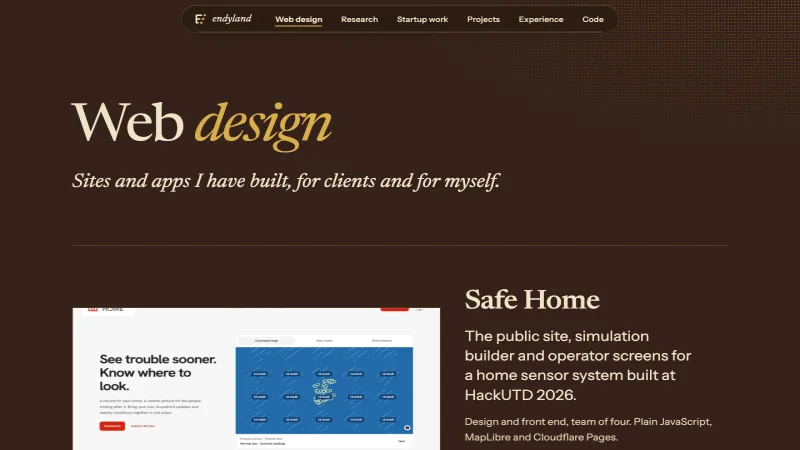 endyland
Web design
Research
Startup work
Projects
Experience
Code
Web design
Sites and apps I have built, for clients and for myself.
Safe Home
The public site, simulation
builder and operator screens for
a home sensor system built at
HackUTD 2026.
Design and front end, team of four. Plain JavaScript,
MapLibre and Cloudflare Pages.
HOME
See trouble sooner.
Know where to
look.